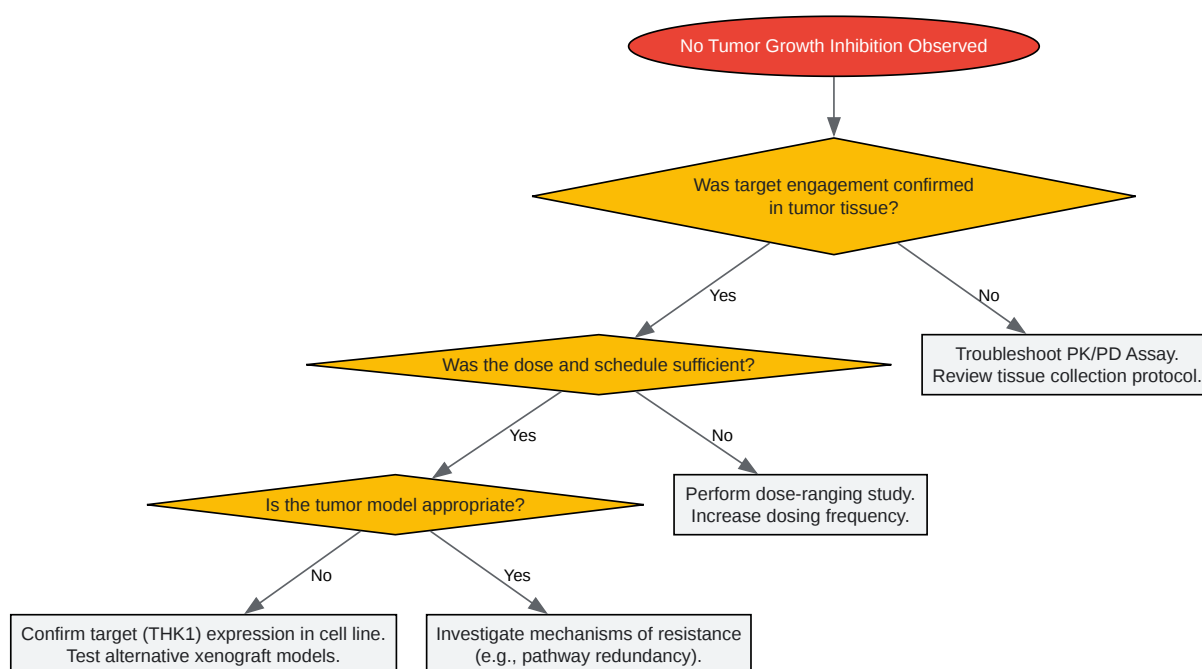 No Tumor Growth Inhibition Observed
Was target engagement confirmed
in tumor tissue?
Yes
No
Was the dose and schedule sufficient?
Troubleshoot PK/PD Assay.
Review tissue collection protocol.
Yes
No
Is the tumor model appropriate?
Perform dose-ranging study.
Increase dosing frequency.
No
Yes
Confirm target (THK1) expression in cell line.
Test alternative xenograft models.
Investigate mechanisms of resistance
(e.g., pathway redundancy).